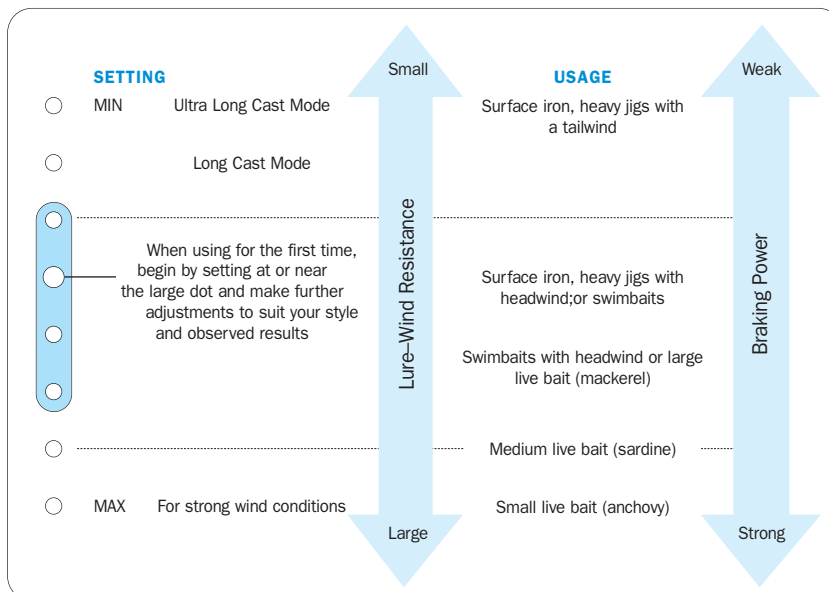 SETTING
USAGE
Small
Weak
MIN
Ultra Long Cast Mode
Surface iron, heavy jigs with
a tailwind
Long Cast Mode
When using for the first time,
begin by setting at or near
the large dot and make further
adjustments to suit your style
and observed results
Lure–Wind Resistance
Surface iron, heavy jigs with
headwind;or swimbaits
Braking Power
Swimbaits with headwind or large
live bait (mackerel)
Medium live bait (sardine)
MAX
For strong wind conditions
Small live bait (anchovy)
Large
Strong